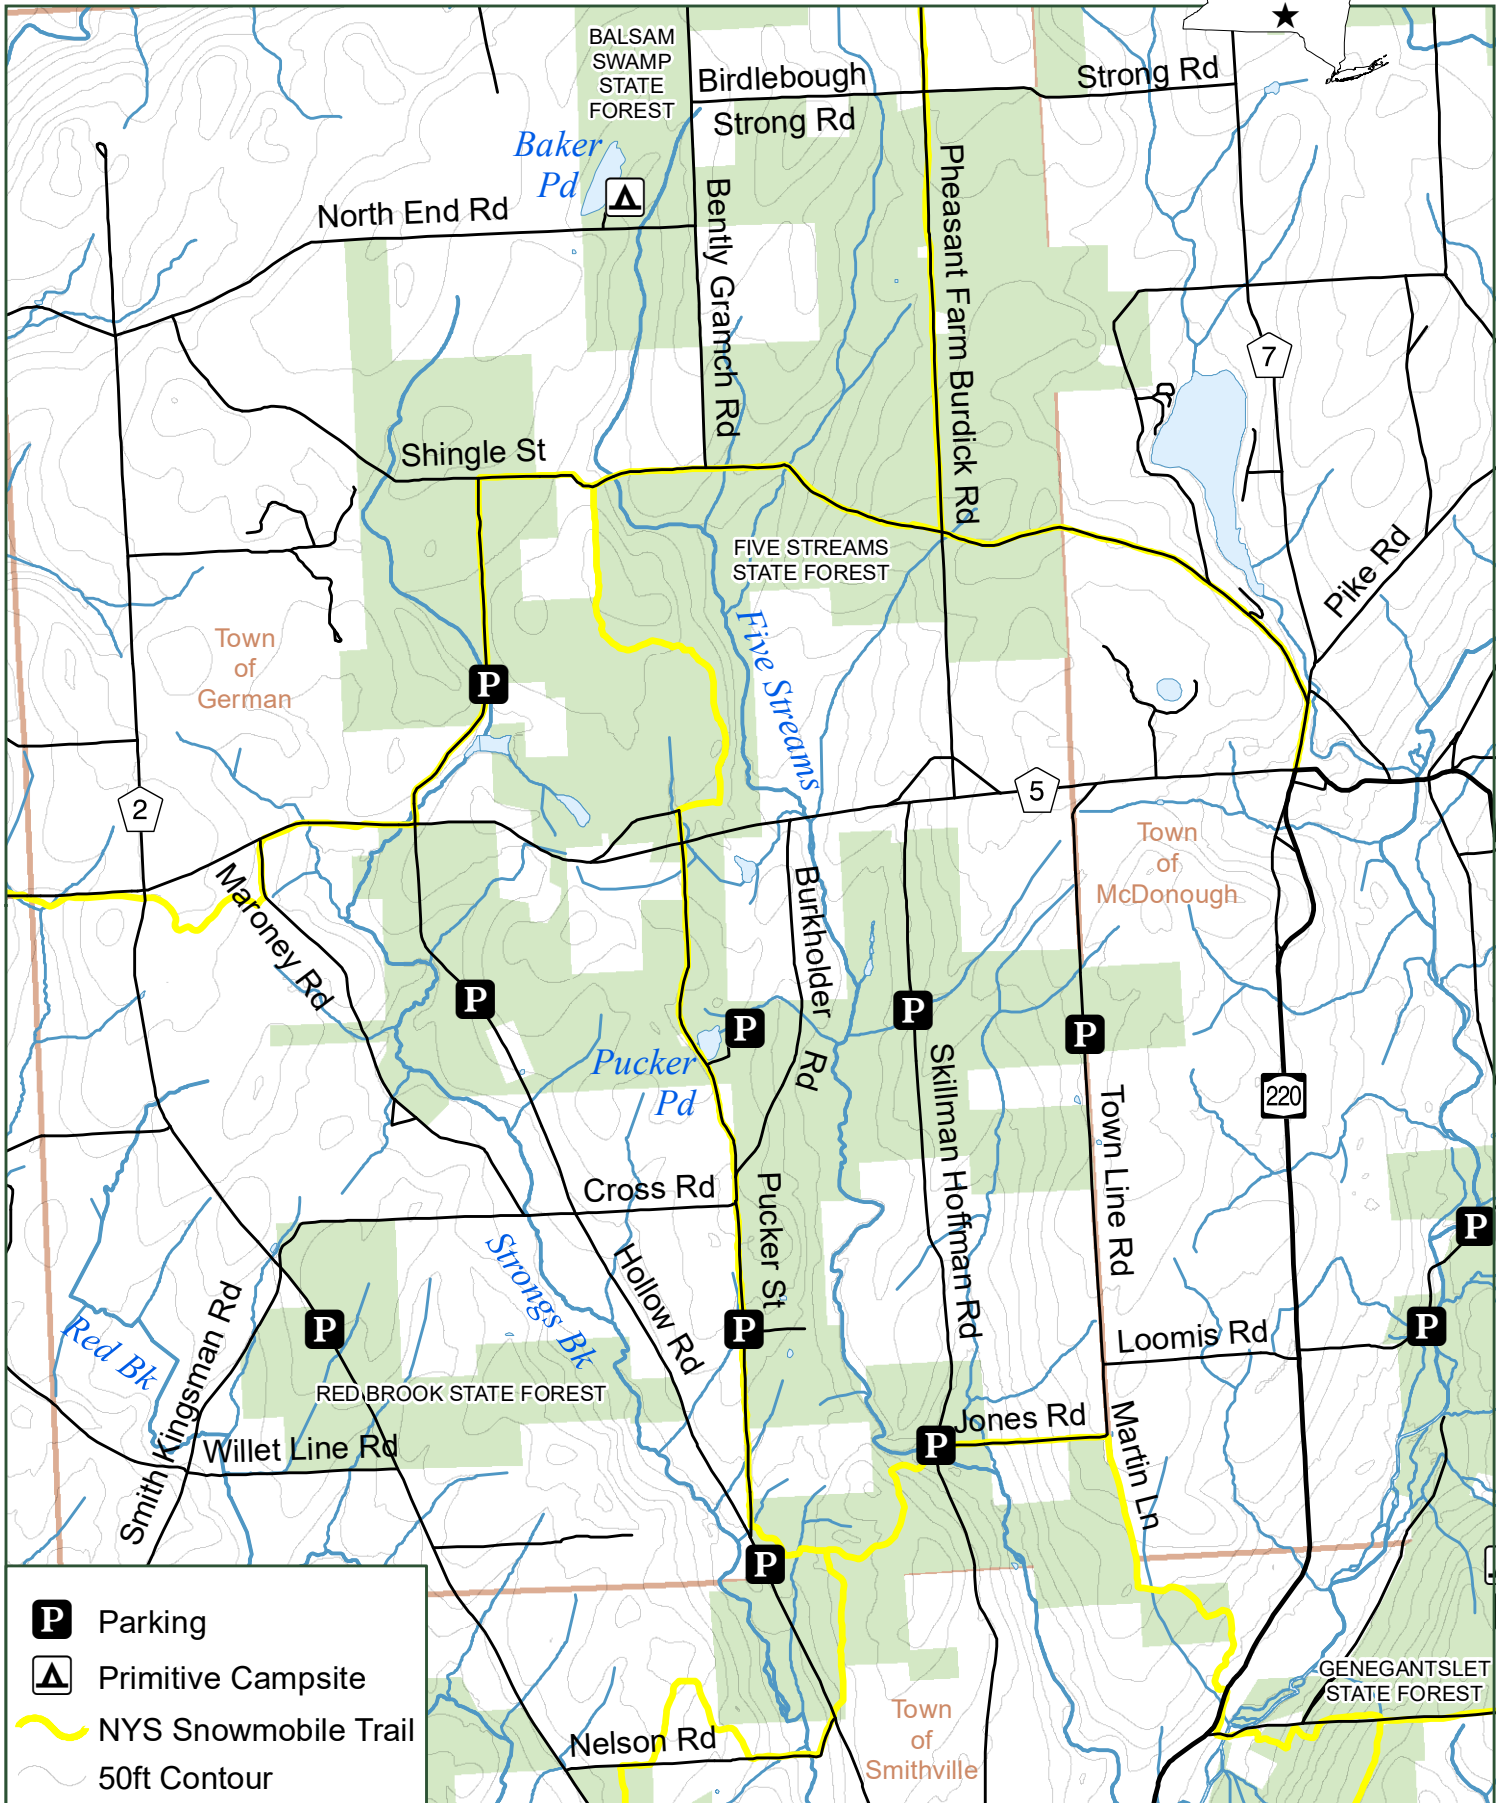 BALSAM
SWAMP
STATE
FOREST
Birdlebough
Strong Rd
Strong Rd
Baker
Pd
North End Rd
Bently Gramch Rd
Pheasant Farm Burdick Rd
7
Shingle St
FIVE STREAMS
STATE FOREST
Pike Rd
Five Streams
Town
of
German
P
2
5
Town
of
McDonough
Maroney Rd
Burkholder
Rd
P
P
P
P
Pucker
Pd
Skillman Hoffman Rd
Town Line Rd
220
Cross Rd
Pucker St
P
Strongs Bk
Hollow Rd
Smith Kingsman Rd
Red Bk
P
P
P
Loomis Rd
RED BROOK STATE FOREST
Jones Rd
P
Martin Ln
Willet Line Rd
P
P Parking
Primitive Campsite
NYS Snowmobile Trail
50ft Contour
Nelson Rd
Town
of
Smithville
GENEGANTSLET
STATE FOREST